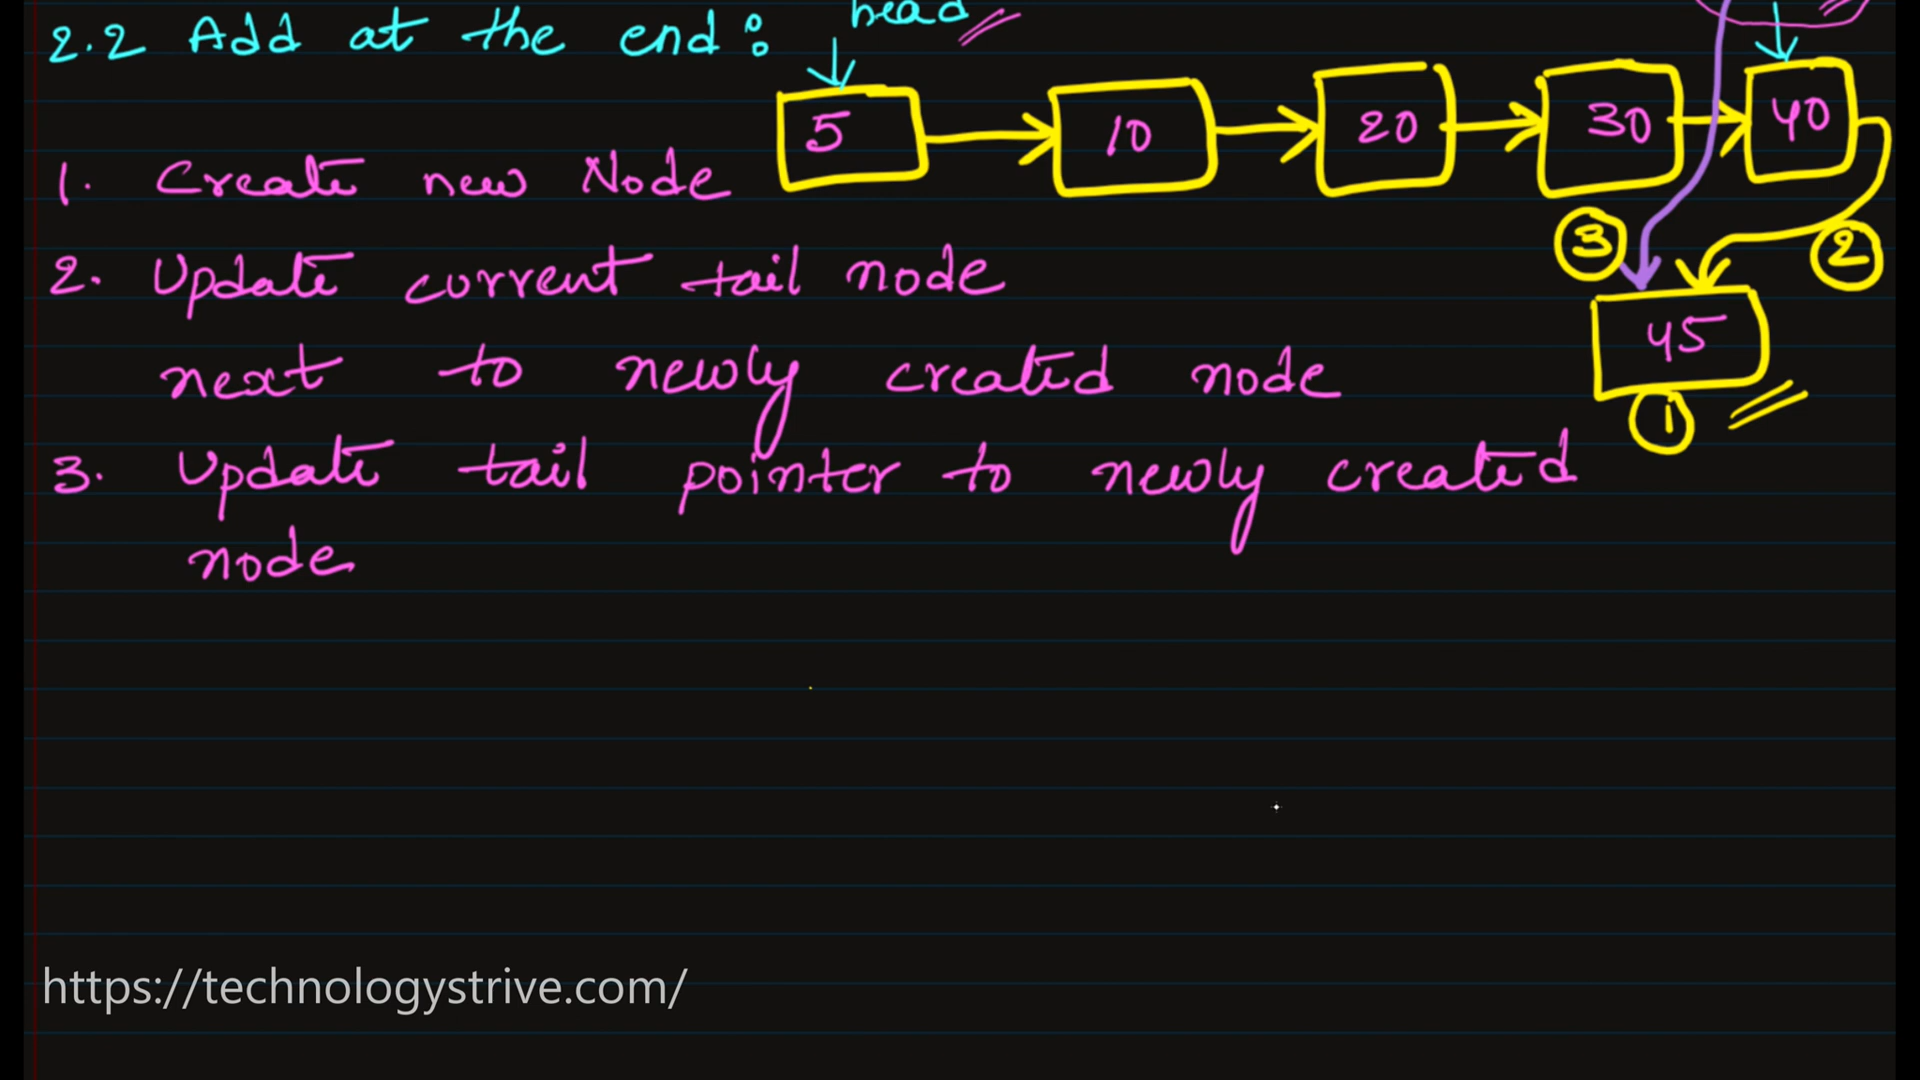 2.2 Add at the end : head
5 10 20 30 40
1. Create new Node
3 2
2. Update current tail node
45
next to newly created node
1
3. Update tail pointer to newly created
node
https://technologystrive.com/